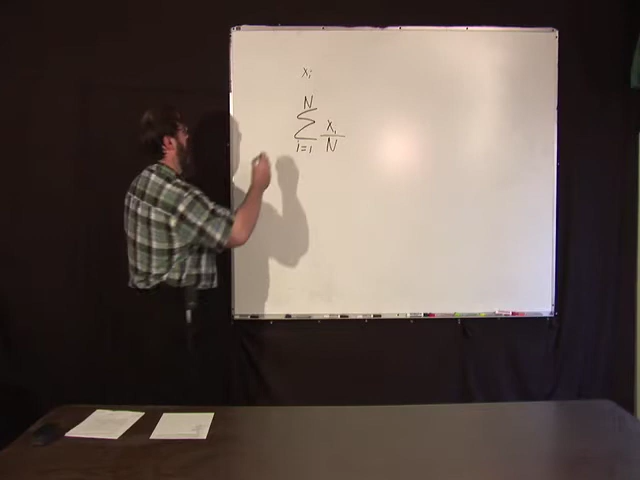 xᵢ
N
∑ xᵢ/N
i=1